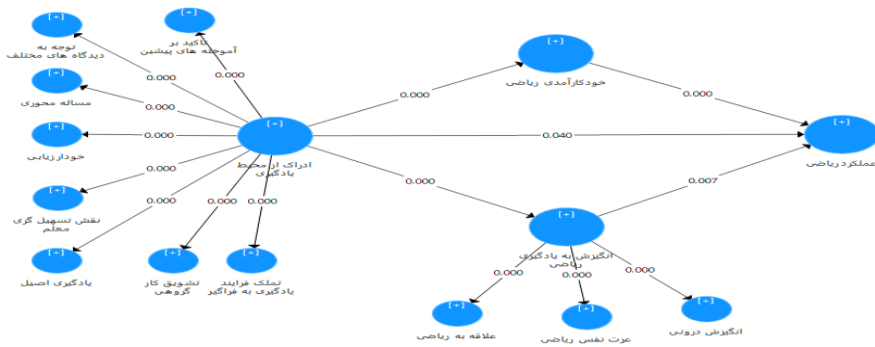 [+]
توجه به
دیدگاه های مختلف
[+]
تاکید بر
آموخته های پیشین
[+]
مساله محوری
[+]
خودارزیابی
[+]
نقش تسهیل گری
معلم
[+]
یادگیری اصیل
[+]
تشویق کار
گروهی
[+]
تملک فرایند
یادگیری به فراگیر
[+]
ادراک از محیط
یادگیری
0.000
0.000
0.000
0.000
0.000
0.000
0.000
0.000
[+]
خودکارآمدی ریاضی
0.000
0.000
0.040
[+]
عملکرد ریاضی
0.000
0.007
[+]
انگیزش به یادگیری
ریاضی
0.000
0.000
0.000
[+]
علاقه به ریاضی
[+]
عزت نفس ریاضی
[+]
انگیزش درونی